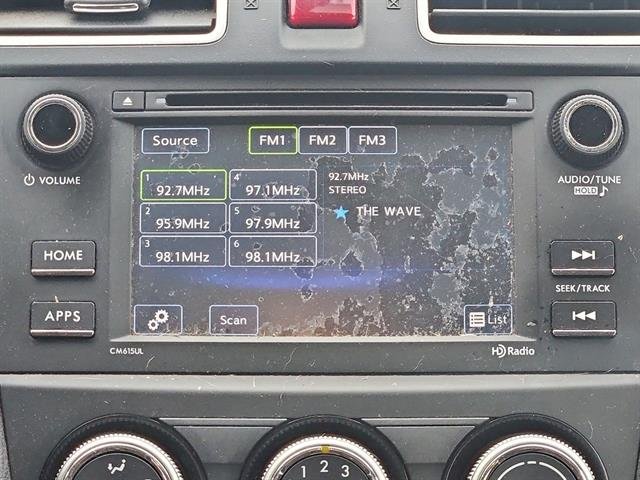 Source FM1 FM2 FM3
1 92.7MHz 4 97.1MHz 92.7MHz
STEREO
2 95.9MHz 5 97.9MHz THE WAVE
3 98.1MHz 6 98.1MHz
Scan List
VOLUME
HOME
APPS
AUDIO/TUNE
HOLD
SEEK/TRACK
CM615UL
HD Radio
1 2 3